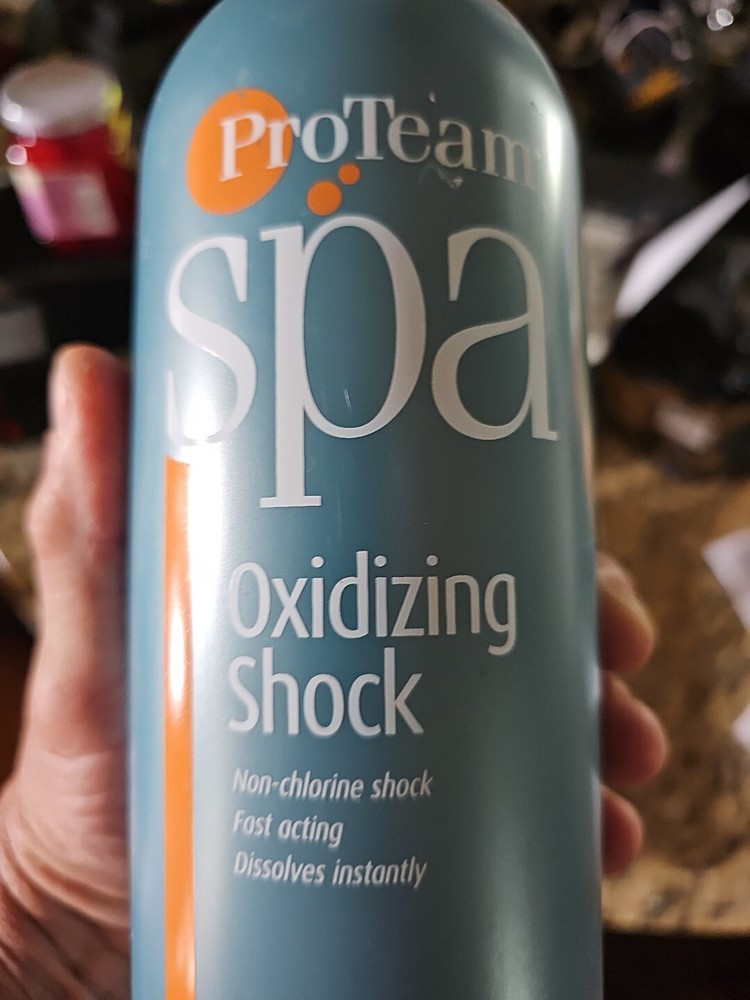 ProTeam
spa
Oxidizing
Shock
Non-chlorine shock
Fast acting
Dissolves instantly